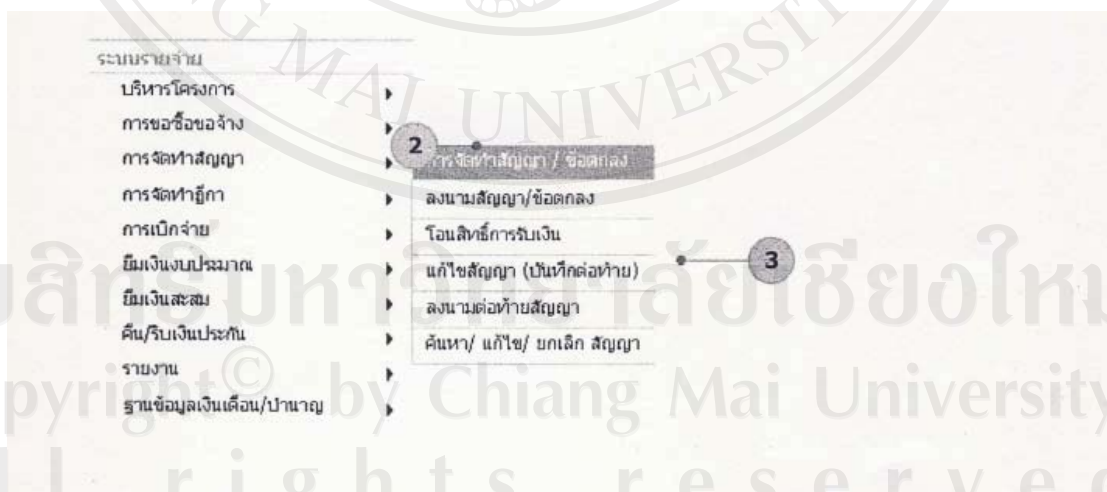 MAI UNIVERSIT
ระบบรายจ่าย
บริหารโครงการ
การขอซื้อขอจ้าง
การจัดทำสัญญา
การจัดทำฎีกา
การเบิกจ่าย
ยืมเงินงบประมาณ
ยืมเงินสะสม
คืน/ริบเงินประกัน
รายงาน
ฐานข้อมูลเงินเดือน/บำนาญ
2
การจัดทำสัญญา / ข้อตกลง
ลงนามสัญญา/ข้อตกลง
โอนสิทธิ์การรับเงิน
แก้ไขสัญญา (บันทึกต่อท้าย)
ลงนามต่อท้ายสัญญา
ค้นหา/ แก้ไข/ ยกเลิก สัญญา
3
ยสิทธิมหาวิทยาลัยเชียงใหม่
pyright© by Chiang Mai University
ll rights reserved